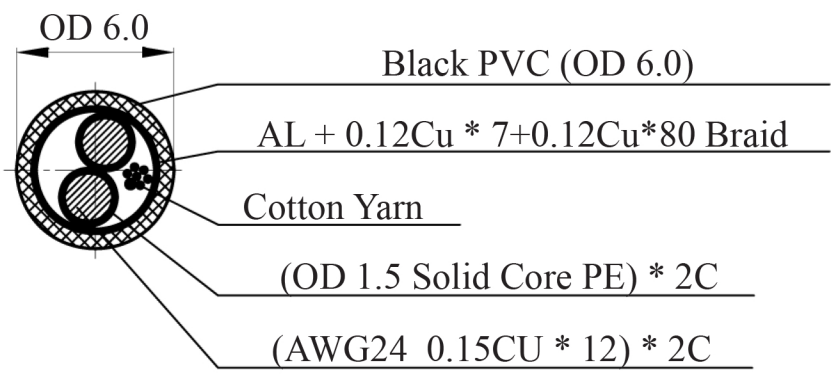 OD 6.0
Black PVC (OD 6.0)
AL + 0.12Cu * 7+0.12Cu*80 Braid
Cotton Yarn
(OD 1.5 Solid Core PE) * 2C
(AWG24 0.15CU * 12) * 2C